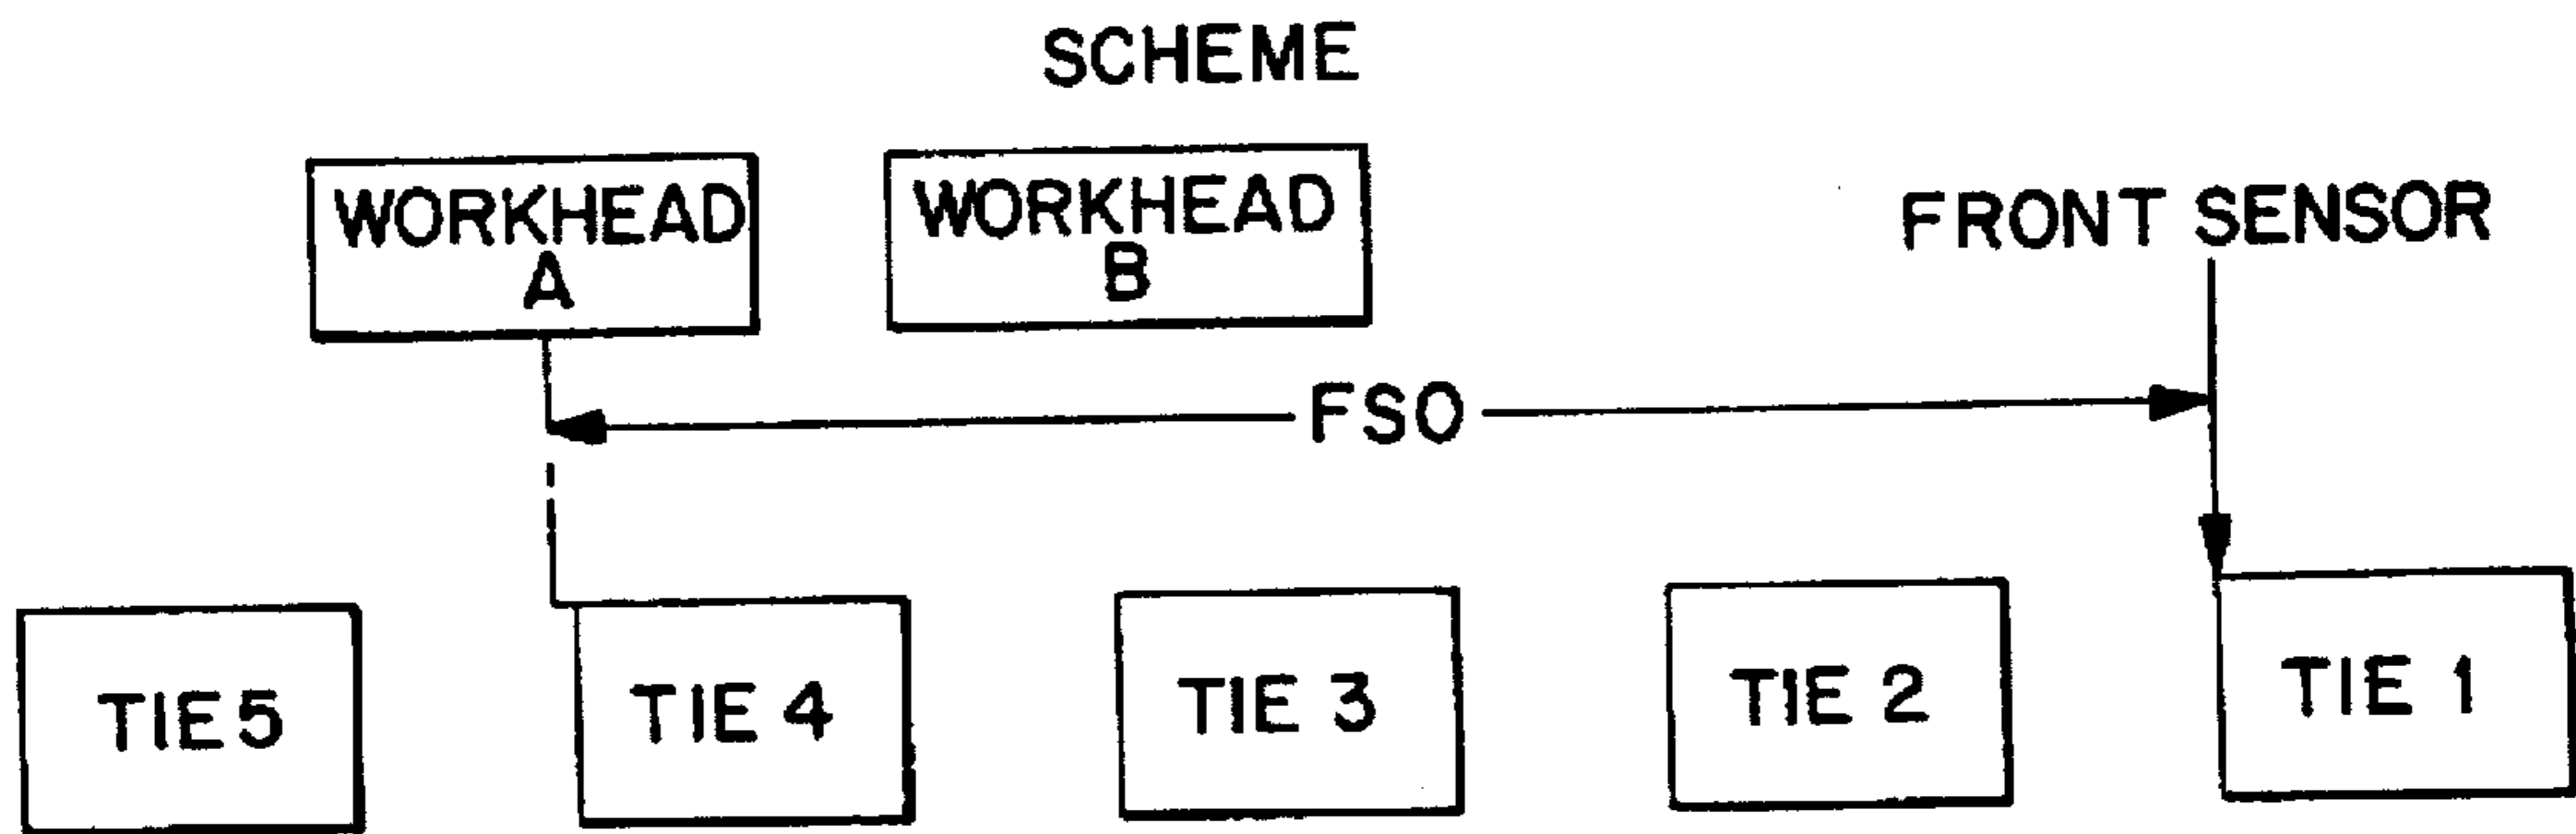 SCHEME
WORKHEAD
A
WORKHEAD
B
FRONT SENSOR
FSO
TIE 5
TIE 4
TIE 3
TIE 2
TIE 1